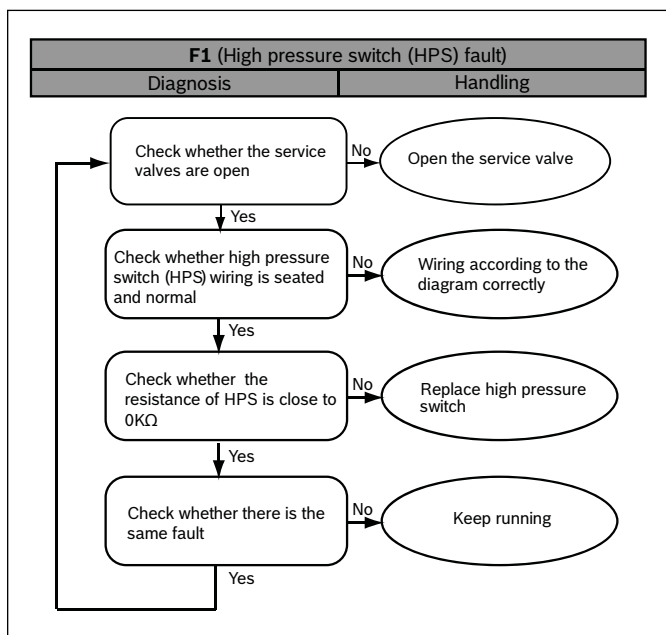 F1 (High pressure switch (HPS) fault)
Diagnosis
Handling
Check whether the service
valves are open
No
Open the service valve
Yes
Check whether high pressure
switch (HPS) wiring is seated
and normal
No
Wiring according to the
diagram correctly
Yes
Check whether the
resistance of HPS is close to
0KΩ
No
Replace high pressure
switch
Yes
Check whether there is the
same fault
No
Keep running
Yes